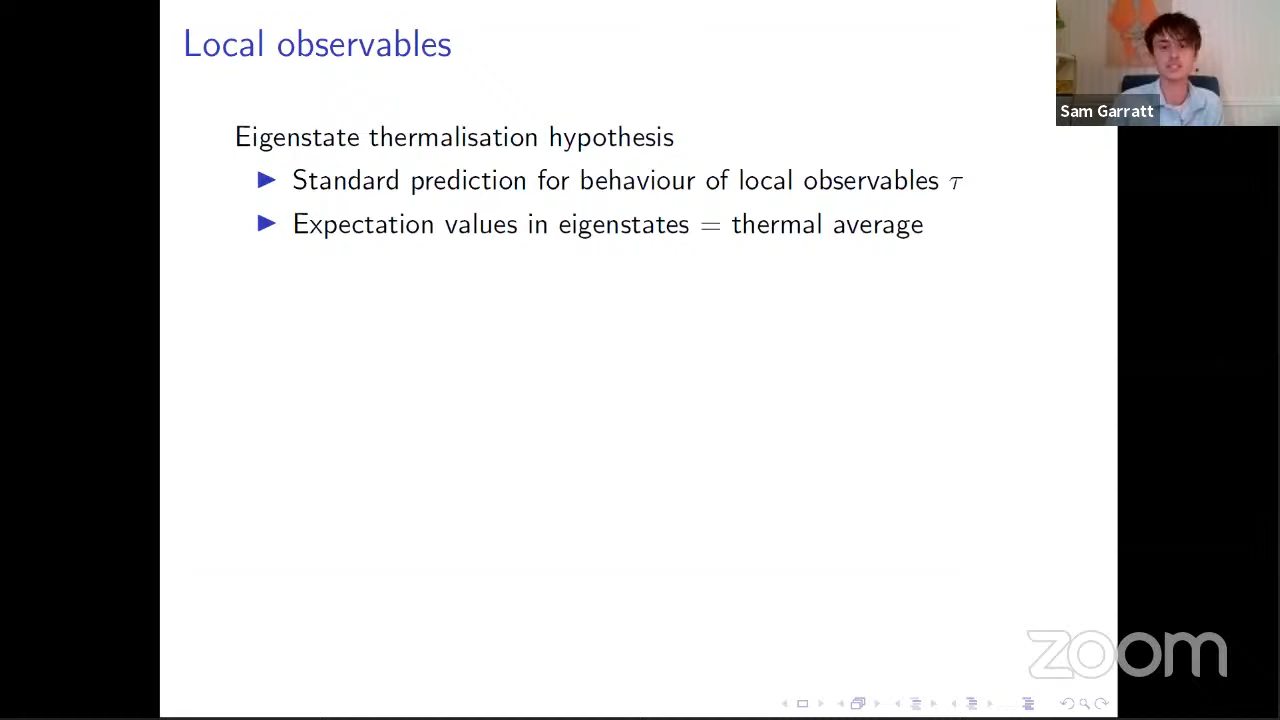 Local observables
Sam Garratt
Eigenstate thermalisation hypothesis
Standard prediction for behaviour of local observables τ
Expectation values in eigenstates = thermal average
zoom